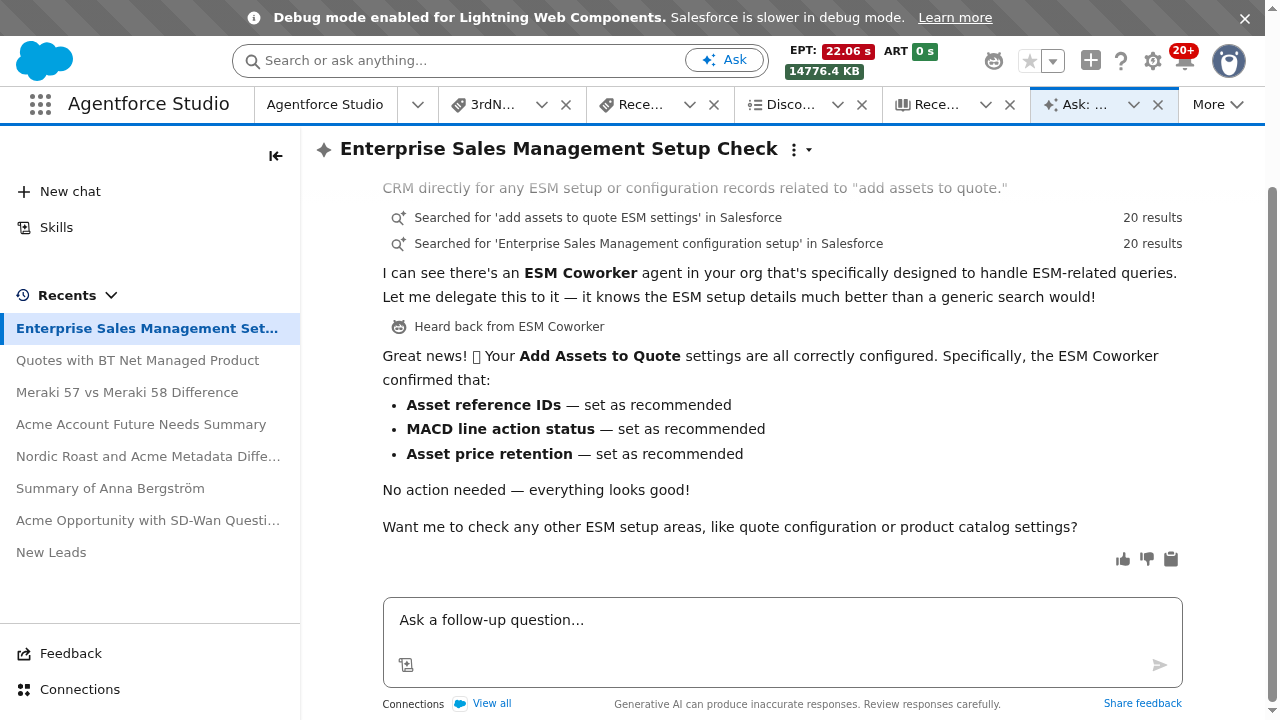 Debug mode enabled for Lightning Web Components. Salesforce is slower in debug mode. Learn more
Search or ask anything...
Ask
EPT: 22.06 s ART 0 s
14776.4 KB
20+
Agentforce Studio
Agentforce Studio
3rdN...
Rece...
Disco...
Rece...
Ask: ...
More
New chat
Skills
Recents
Enterprise Sales Management Set...
Quotes with BT Net Managed Product
Meraki 57 vs Meraki 58 Difference
Acme Account Future Needs Summary
Nordic Roast and Acme Metadata Diffe...
Summary of Anna Bergström
Acme Opportunity with SD-Wan Questi...
New Leads
Feedback
Connections
Enterprise Sales Management Setup Check
CRM directly for any ESM setup or configuration records related to "add assets to quote."
Searched for 'add assets to quote ESM settings' in Salesforce 20 results
Searched for 'Enterprise Sales Management configuration setup' in Salesforce 20 results
I can see there's an ESM Coworker agent in your org that's specifically designed to handle ESM-related queries.
Let me delegate this to it — it knows the ESM setup details much better than a generic search would!
Heard back from ESM Coworker
Great news! Your Add Assets to Quote settings are all correctly configured. Specifically, the ESM Coworker
confirmed that:
• Asset reference IDs — set as recommended
• MACD line action status — set as recommended
• Asset price retention — set as recommended
No action needed — everything looks good!
Want me to check any other ESM setup areas, like quote configuration or product catalog settings?
Ask a follow-up question...
Connections View all
Generative AI can produce inaccurate responses. Review responses carefully.
Share feedback